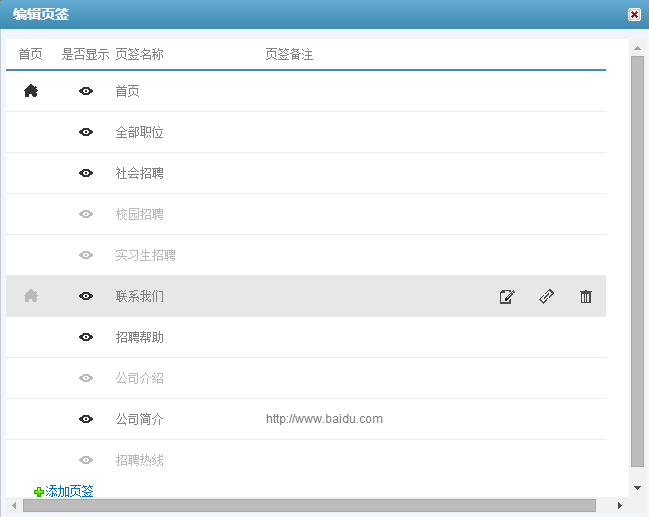 编辑页签
首页 是否显示 页签名称 页签备注
首页
全部职位
社会招聘
校园招聘
实习生招聘
联系我们
招聘帮助
公司介绍
公司简介 http://www.baidu.com
招聘热线
添加页签